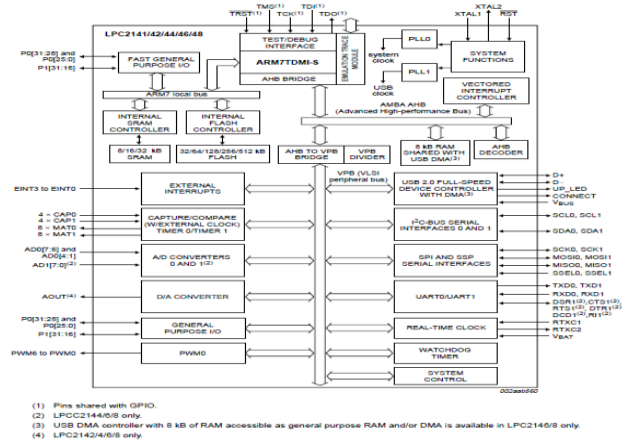 TMS(1) TDI(1)
TRST(1) TCK(1) TDO(1)
XTAL2
XTAL1 RST
LPC2141/42/44/46/48
TEST/DEBUG
INTERFACE
ARM7TDMI-S
AHB BRIDGE
EMULATION TRACE
MODULE
PLL0
system
clock
PLL1
USB
clock
SYSTEM
FUNCTIONS
VECTORED
INTERRUPT
CONTROLLER
P0[31:28] and
P0[25:0]
P1[31:16]
FAST GENERAL
PURPOSE I/O
ARM7 local bus
AMBA AHB
(Advanced High-performance Bus)
INTERNAL
SRAM
CONTROLLER
INTERNAL
FLASH
CONTROLLER
8/16/32 kB
SRAM
32/64/128/256/512 kB
FLASH
AHB TO VPB
BRIDGE
VPB
DIVIDER
8 kB RAM
SHARED WITH
USB DMA(3)
AHB
DECODER
VPB (VLSI
peripheral bus)
EINT3 to EINT0
EXTERNAL
INTERRUPTS
USB 2.0 FULL-SPEED
DEVICE CONTROLLER
WITH DMA(3)
D+
D-
UP_LED
CONNECT
VBUS
4 × CAP0
4 × CAP1
8 × MAT0
8 × MAT1
CAPTURE/COMPARE
(W/EXTERNAL CLOCK)
TIMER 0/TIMER 1
I2C-BUS SERIAL
INTERFACES 0 AND 1
SCL0, SCL1
SDA0, SDA1
AD0[7:6] and
AD0[4:1]
AD1[7:0](2)
A/D CONVERTERS
0 AND 1(2)
SPI AND SSP
SERIAL INTERFACES
SCK0, SCK1
MOSI0, MOSI1
MISO0, MISO1
SSEL0, SSEL1
AOUT(4)
D/A CONVERTER
UART0/UART1
TXD0, TXD1
RXD0, RXD1
DSR1(2),CTS1(2),
RTS1(2), DTR1(2)
DCD1(2),RI1(2)
P0[31:28] and
P0[25:0]
P1[31:16]
GENERAL
PURPOSE I/O
REAL-TIME CLOCK
RTXC1
RTXC2
VBAT
PWM6 to PWM0
PWM0
WATCHDOG
TIMER
SYSTEM
CONTROL
002aab560
(1) Pins shared with GPIO.
(2) LPCC2144/6/8 only.
(3) USB DMA controller with 8 kB of RAM accessible as general purpose RAM and/or DMA is available in LPC2146/8 only.
(4) LPC2142/4/6/8 only.